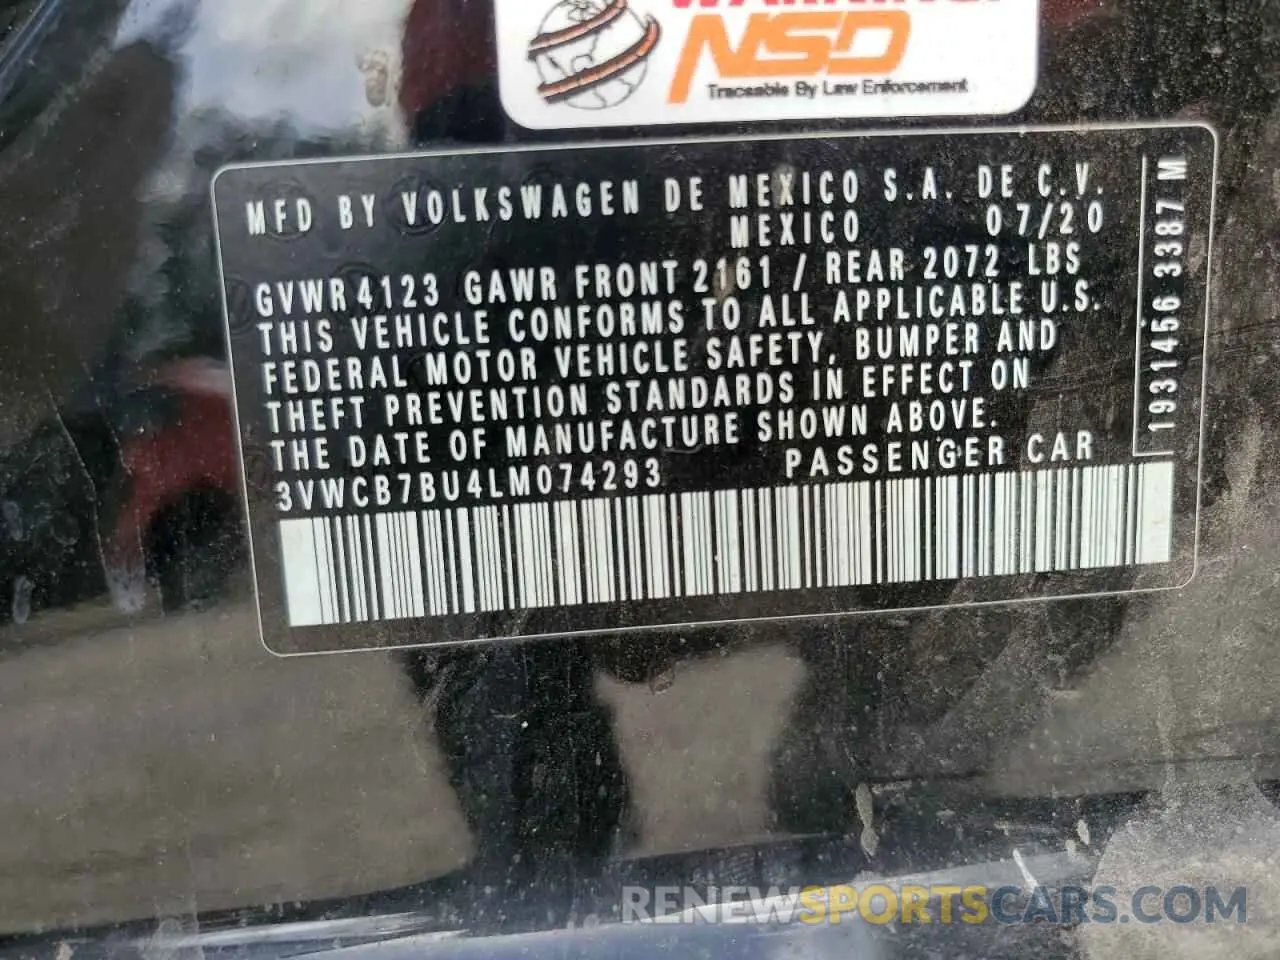 WARNING!
NSD
Traceable By Law Enforcement
MFD BY VOLKSWAGEN DE MEXICO S.A. DE C.V.
MEXICO 07/20
GVWR 4123 GAWR FRONT 2161 / REAR 2072 LBS
THIS VEHICLE CONFORMS TO ALL APPLICABLE U.S.
FEDERAL MOTOR VEHICLE SAFETY, BUMPER AND
THEFT PREVENTION STANDARDS IN EFFECT ON
THE DATE OF MANUFACTURE SHOWN ABOVE.
3VWCB7BU4LM074293 PASSENGER CAR
1931456 3387 M
RENEWSPORTSCARS.COM